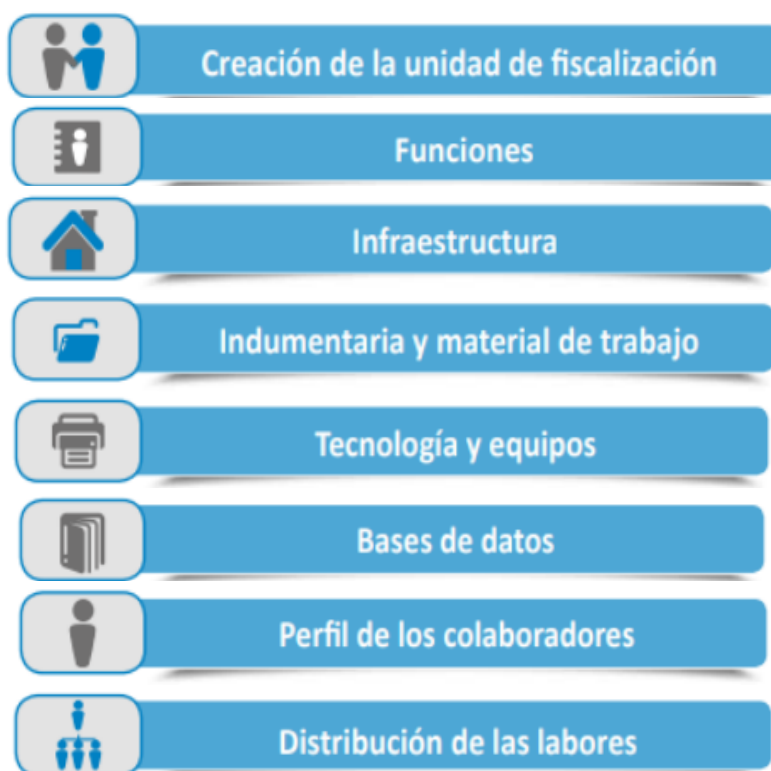 Creación de la unidad de fiscalización
Funciones
Infraestructura
Indumentaria y material de trabajo
Tecnología y equipos
Bases de datos
Perfil de los colaboradores
Distribución de las labores